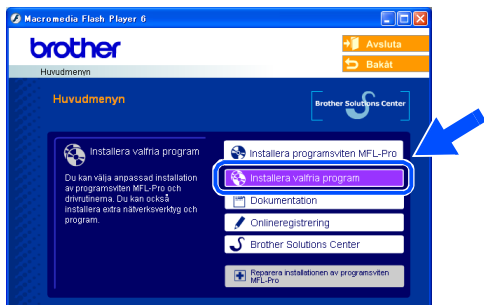 Macromedia Flash Player 6
brother
Avsluta
Bakåt
Huvudmenyn
Huvudmenyn
Brother Solutions Center
Installera valfria program
Du kan välja anpassad installation
av programsviten MFL-Pro och
drivrutinerna. Du kan också
installera extra nätverksverktyg och
program.
Installera programsviten MFL-Pro
Installera valfria program
Dokumentation
Onlineregistrering
Brother Solutions Center
Reparera installationen av programsviten
MFL-Pro